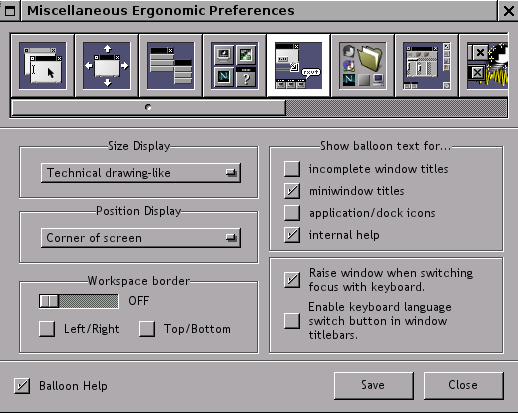 Miscellaneous Ergonomic Preferences
Size Display
Technical drawing-like
Position Display
Corner of screen
Workspace border
OFF
Left/Right
Top/Bottom
Show balloon text for...
incomplete window titles
miniwindow titles
application/dock icons
internal help
Raise window when switching
focus with keyboard.
Enable keyboard language
switch button in window
titlebars.
Balloon Help
Save
Close